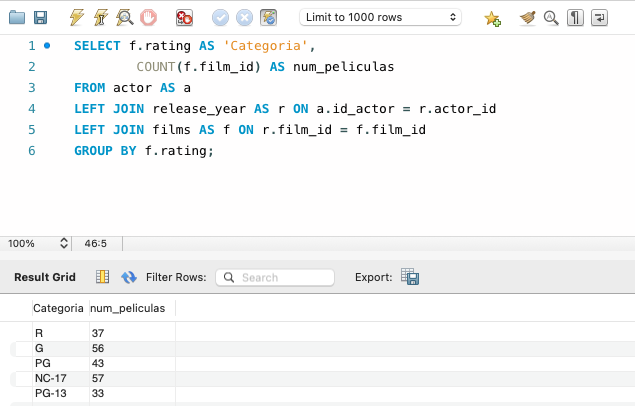 Limit to 1000 rows
1 SELECT f.rating AS 'Categoria',
2 COUNT(f.film_id) AS num_peliculas
3 FROM actor AS a
4 LEFT JOIN release_year AS r ON a.id_actor = r.actor_id
5 LEFT JOIN films AS f ON r.film_id = f.film_id
6 GROUP BY f.rating;
100% 46:5
Result Grid Filter Rows: Search Export:
Categoria num_peliculas
R 37
G 56
PG 43
NC-17 57
PG-13 33